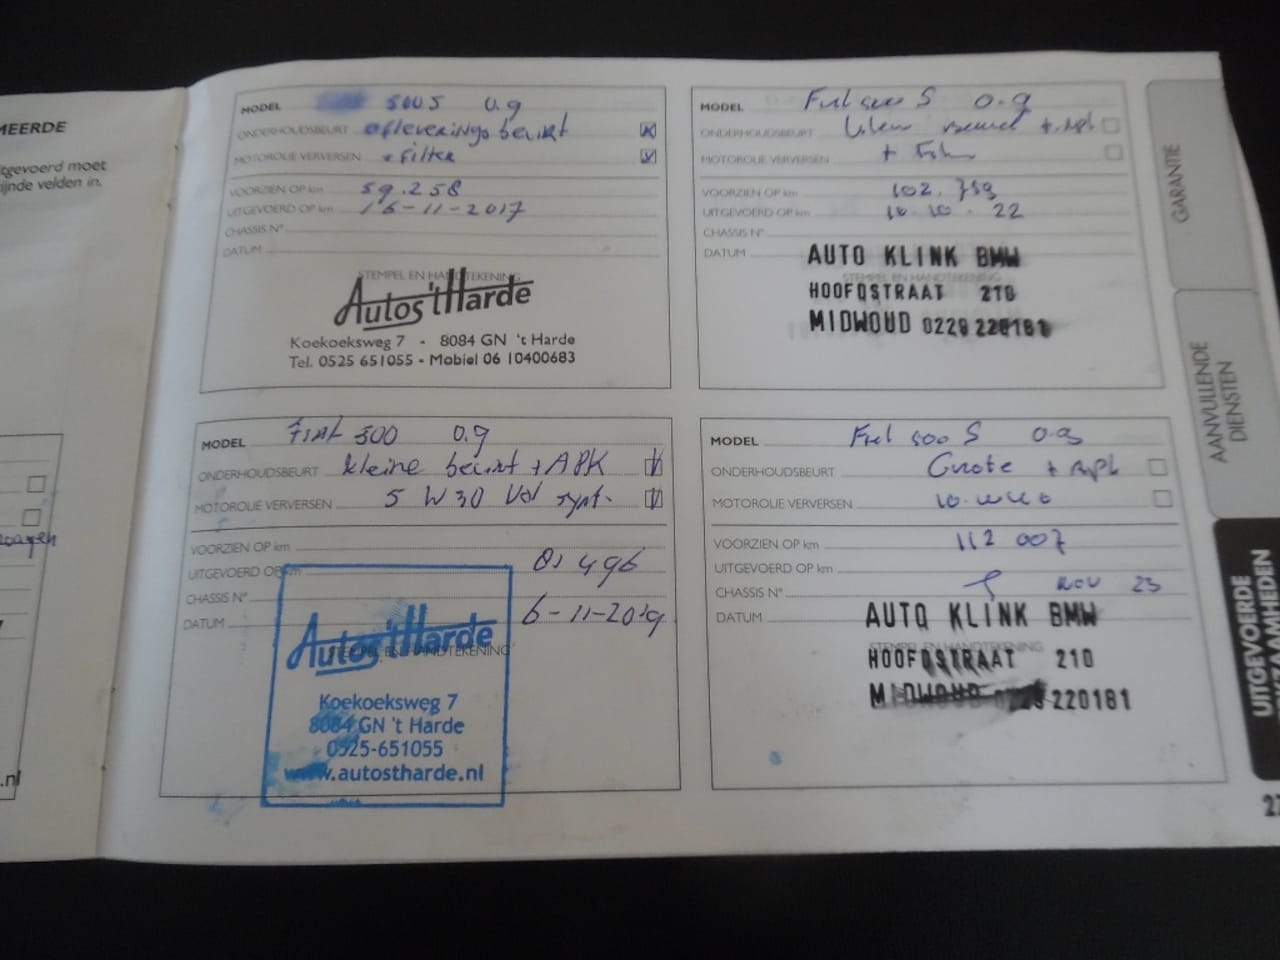 MEERDE
itgevoerd moet
ijnde velden in.
.nl
MODEL 500S 0.9
ONDERHOUDSBEURT afleverings beurt
MOTOROLIE VERVERSEN + Filter
VOORZIEN OP km 59.258
UITGEVOERD OP km 16-11-2017
CHASSIS N°
DATUM
STEMPEL EN HANDTEKENING
Autos 't Harde
Koekoeksweg 7 - 8084 GN 't Harde
Tel. 0525 651055 - Mobiel 06 10400683
MODEL 500 S 0.9
ONDERHOUDSBEURT
MOTOROLIE VERVERSEN
VOORZIEN OP km 102.759
UITGEVOERD OP km 10.10.22
CHASSIS N°
DATUM
STEMPEL EN HANDTEKENING
AUTO KLINK BMW
HOOFDSTRAAT 210
MIDWOUD 0229 220181
MODEL Fiat 500 0.9
ONDERHOUDSBEURT kleine beurt + APK
MOTOROLIE VERVERSEN 5 W 30 Vol synt.
VOORZIEN OP km
UITGEVOERD OP km 81 496
CHASSIS N°
DATUM 6-11-2019
STEMPEL EN HANDTEKENING
Autos 't Harde
Koekoeksweg 7
8084 GN 't Harde
0525-651055
www.autostharde.nl
MODEL 500 S 0.9
ONDERHOUDSBEURT Grote
MOTOROLIE VERVERSEN
VOORZIEN OP km 112 007
UITGEVOERD OP km
CHASSIS N° nov 23
DATUM
STEMPEL EN HANDTEKENING
AUTO KLINK BMW
HOOFDSTRAAT 210
MIDWOUD 0229 220181
GARANTIE
AANVULLENDE
DIENSTEN
UITGEVOERDE
27